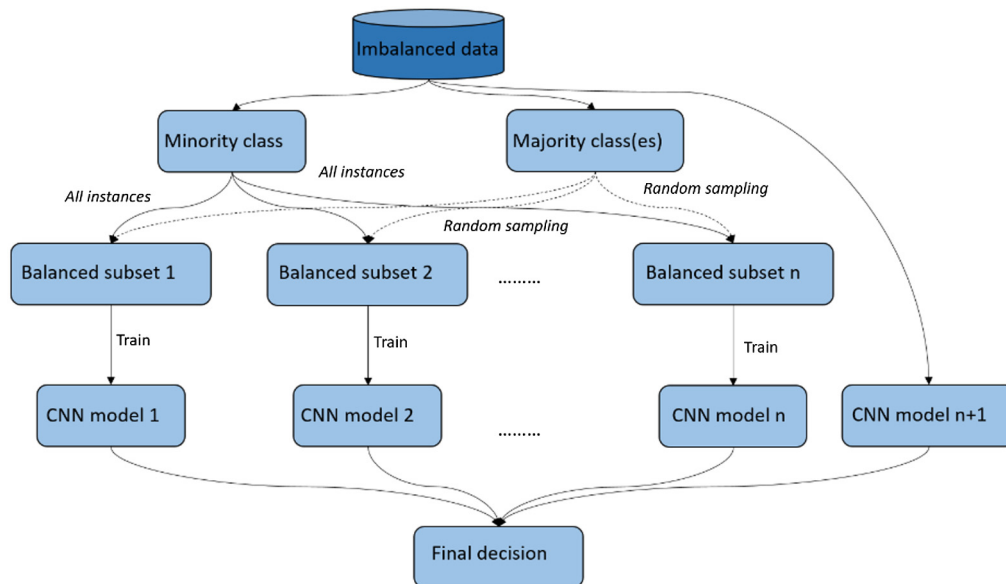 Imbalanced data
Minority class
Majority class(es)
All instances
All instances
Random sampling
Random sampling
Balanced subset 1
Balanced subset 2
.........
Balanced subset n
Train
Train
Train
CNN model 1
CNN model 2
.........
CNN model n
CNN model n+1
Final decision